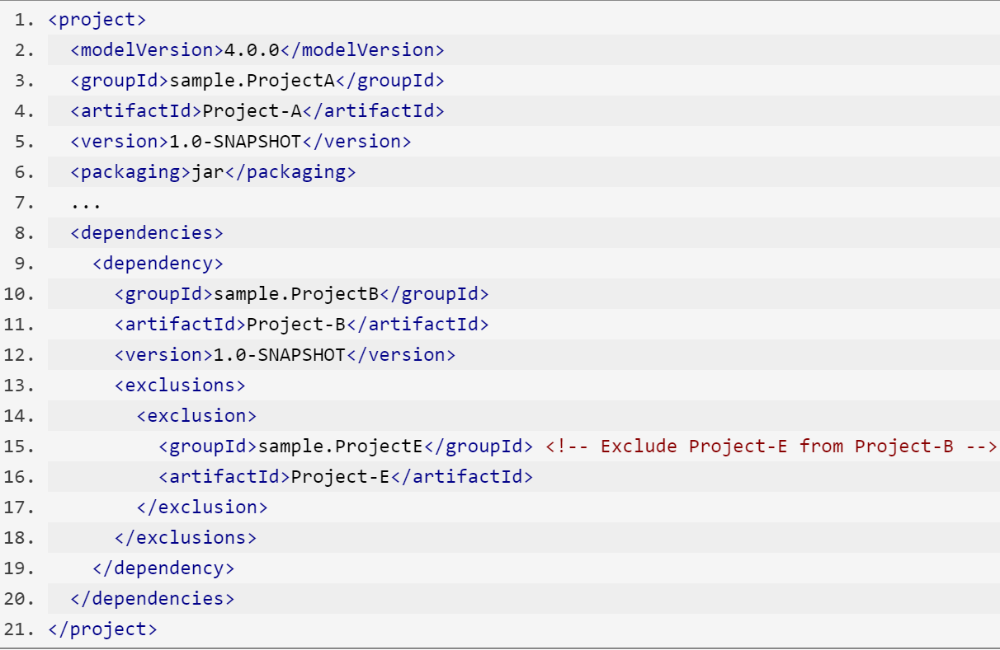 1. <project>
2.   <modelVersion>4.0.0</modelVersion>
3.   <groupId>sample.ProjectA</groupId>
4.   <artifactId>Project-A</artifactId>
5.   <version>1.0-SNAPSHOT</version>
6.   <packaging>jar</packaging>
7.   ...
8.   <dependencies>
9.     <dependency>
10.       <groupId>sample.ProjectB</groupId>
11.       <artifactId>Project-B</artifactId>
12.       <version>1.0-SNAPSHOT</version>
13.       <exclusions>
14.         <exclusion>
15.           <groupId>sample.ProjectE</groupId> <!-- Exclude Project-E from Project-B -->
16.           <artifactId>Project-E</artifactId>
17.         </exclusion>
18.       </exclusions>
19.     </dependency>
20.   </dependencies>
21. </project>